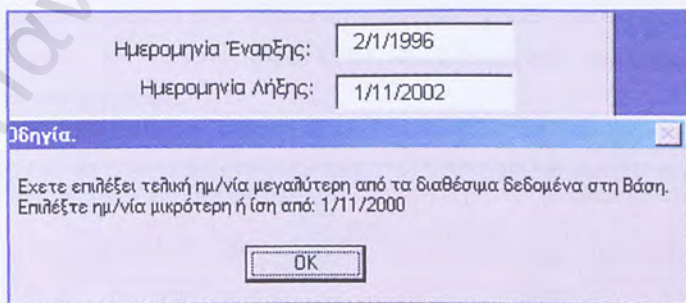 Ημερομηνία Έναρξης: 2/1/1996
Ημερομηνία Λήξης: 1/11/2002
Οδηγία.
Εχετε επιλέξει τελική ημ/νία μεγαλύτερη από τα διαθέσιμα δεδομένα στη Βάση.
Επιλέξτε ημ/νία μικρότερη ή ίση από: 1/11/2000
OK